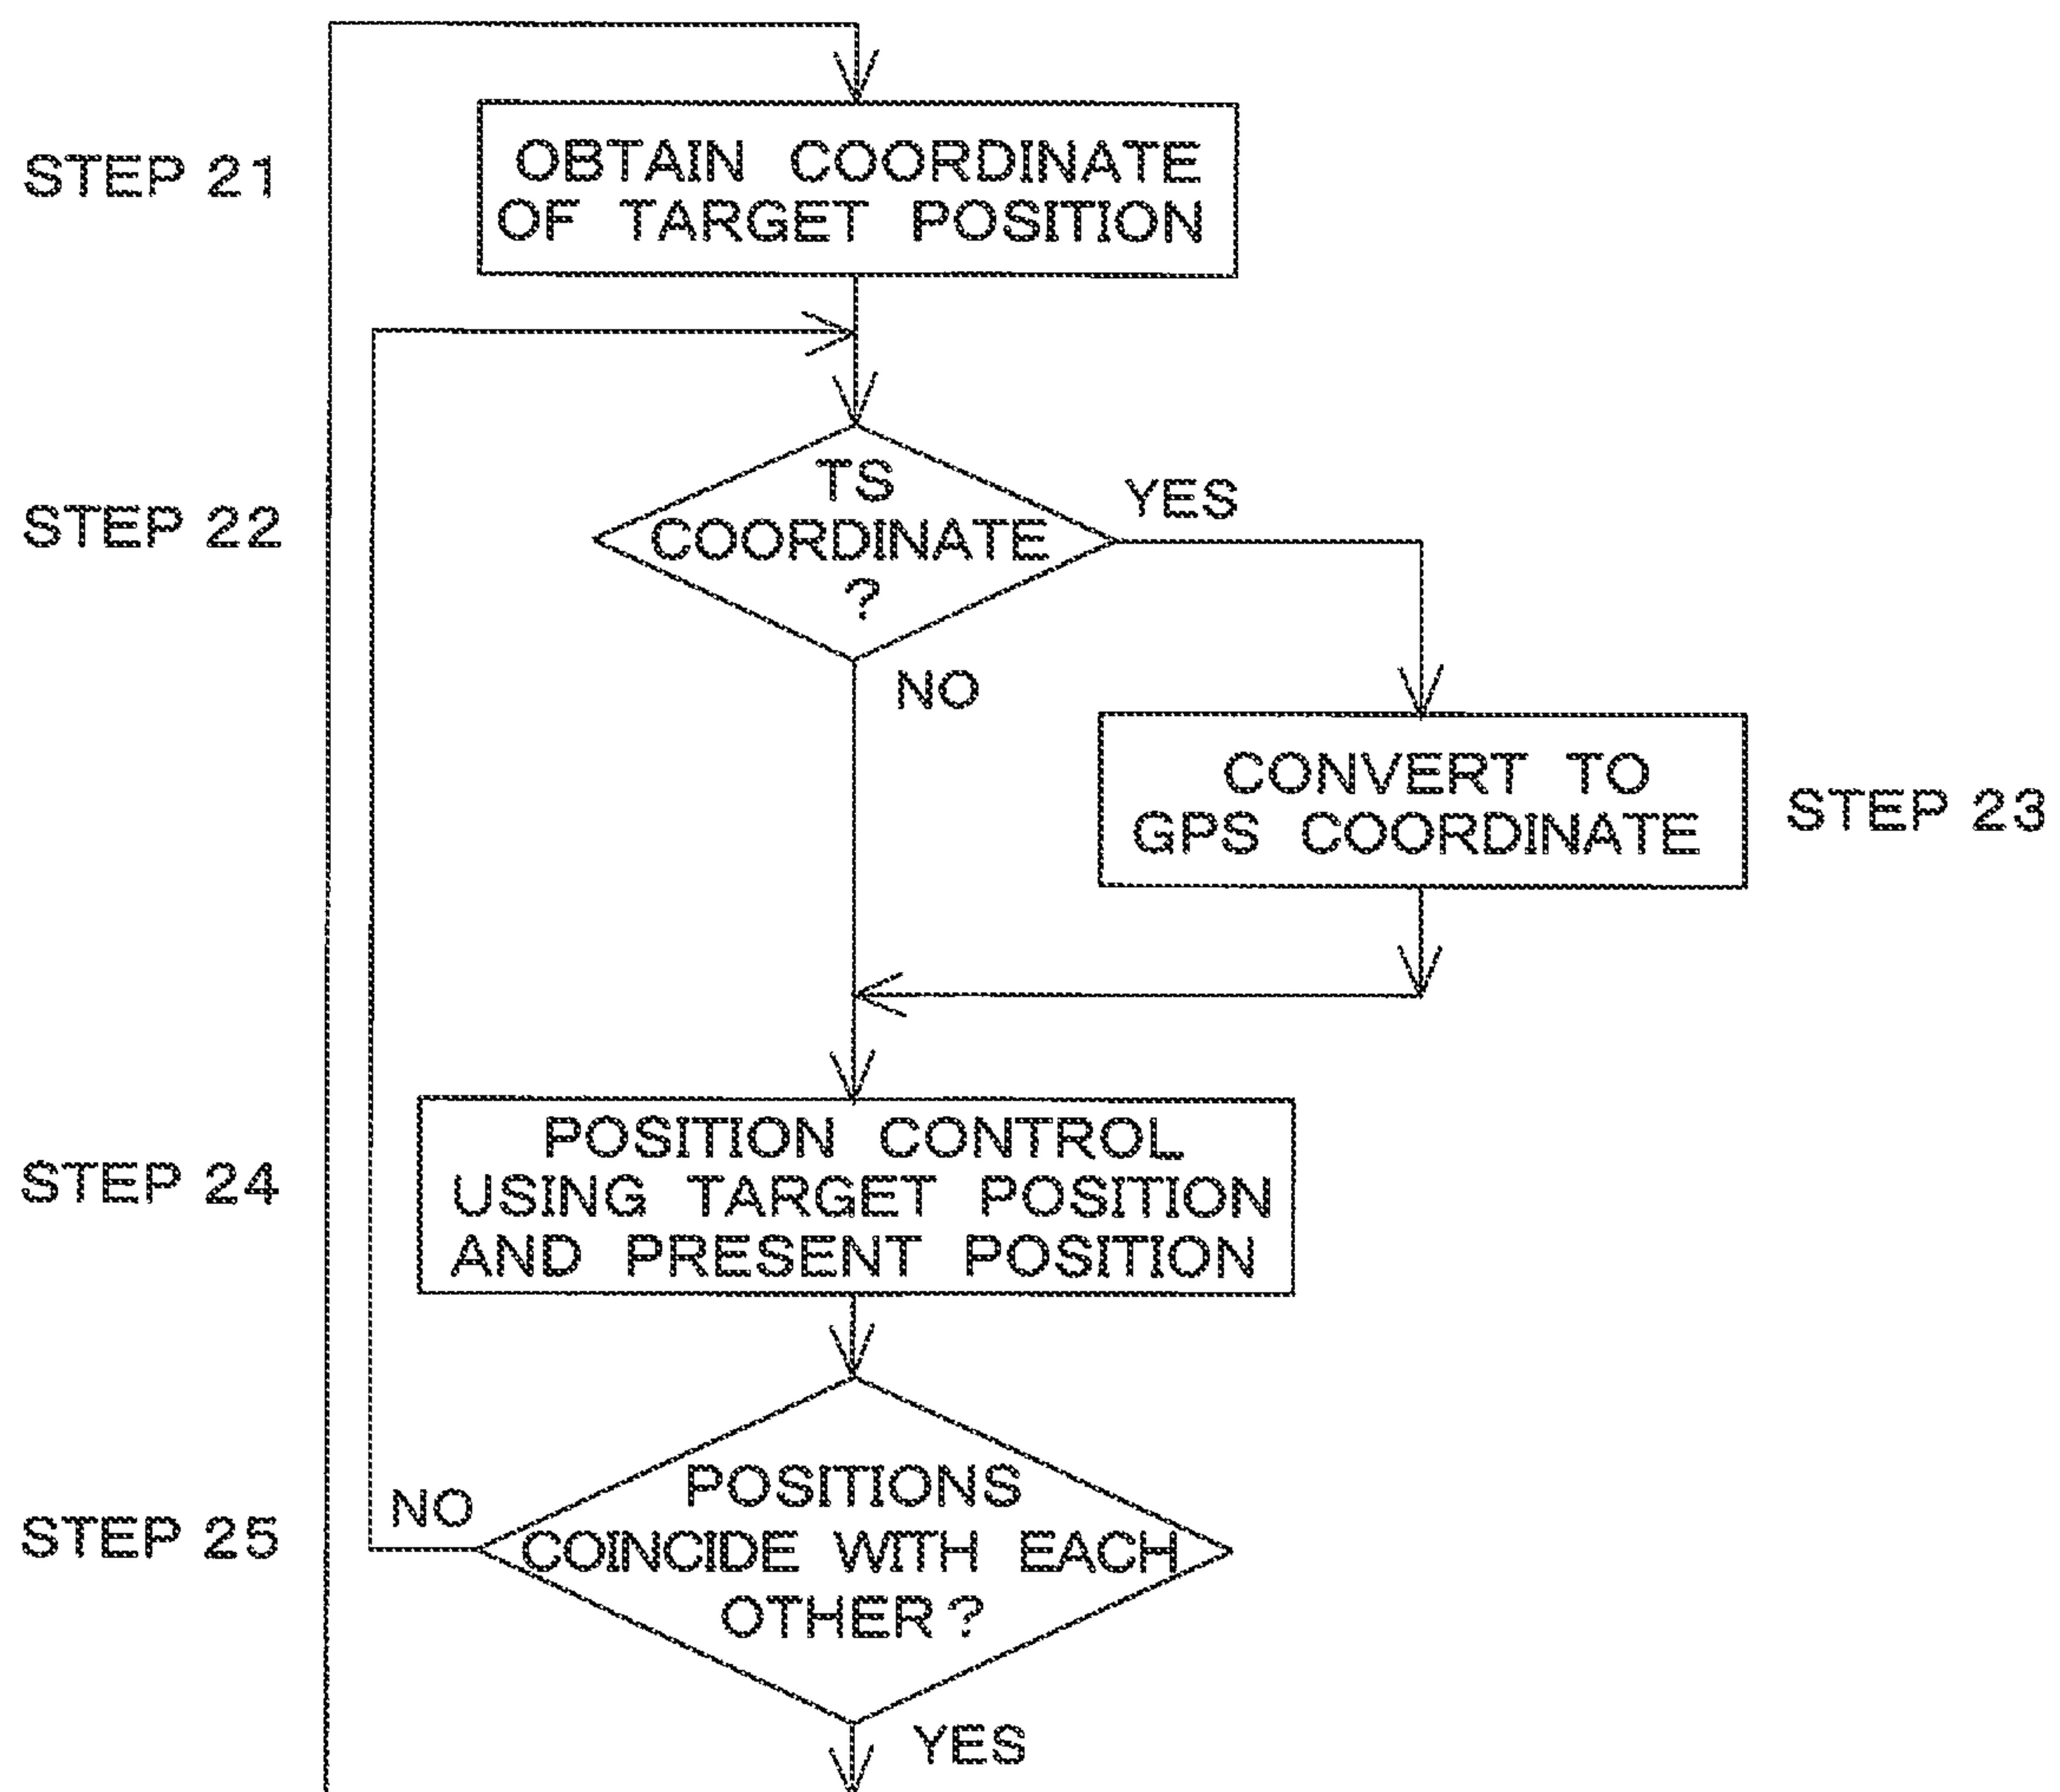 STEP 21
OBTAIN COORDINATE
OF TARGET POSITION
STEP 22
TS
COORDINATE
?
YES
NO
CONVERT TO
GPS COORDINATE
STEP 23
STEP 24
POSITION CONTROL
USING TARGET POSITION
AND PRESENT POSITION
STEP 25
NO
POSITIONS
COINCIDE WITH EACH
OTHER?
YES